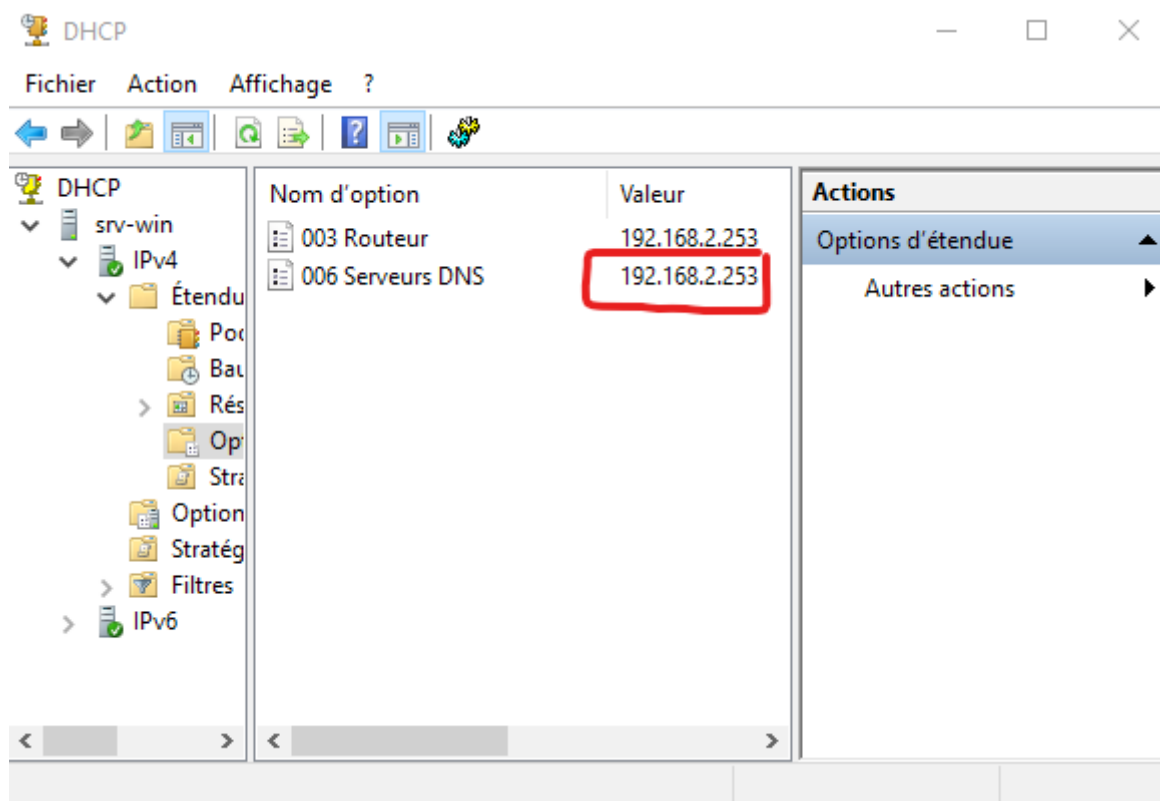 DHCP
Fichier Action Affichage ?
DHCP
srv-win
IPv4
Étendu
Poo
Bau
Rés
Opt
Stra
Option
Stratég
Filtres
IPv6
Nom d'option Valeur
003 Routeur 192.168.2.253
006 Serveurs DNS 192.168.2.253
Actions
Options d'étendue
Autres actions